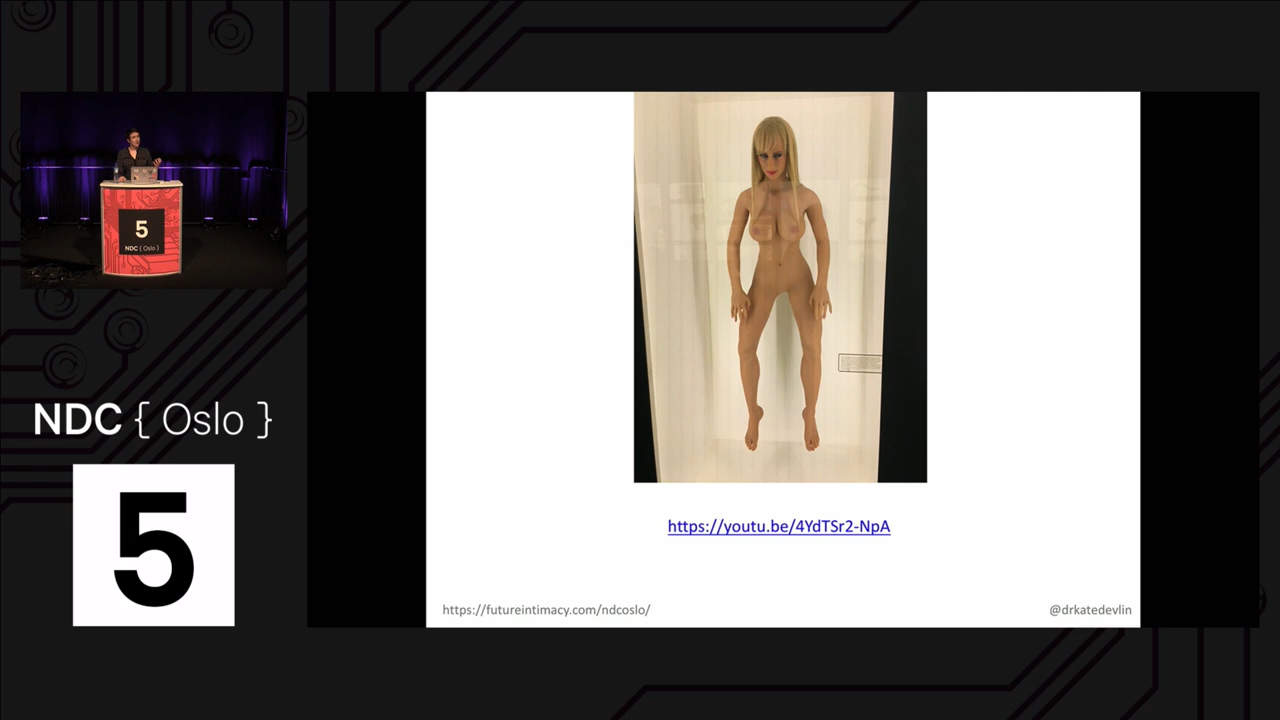 5
NDC { Oslo }
NDC { Oslo }
5
https://youtu.be/4YdTSr2-NpA
https://futureintimacy.com/ndcoslo/
@drkatedevlin